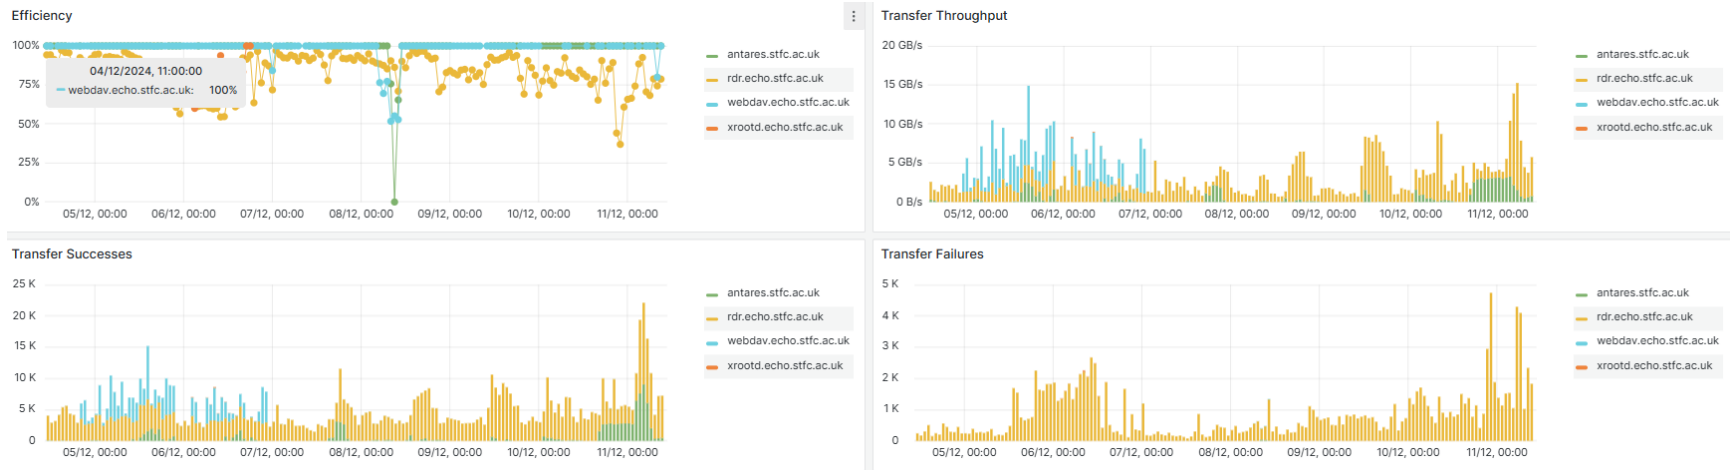 Efficiency
100%
75%
50%
25%
0%
04/12/2024, 11:00:00
webdav.echo.stfc.ac.uk: 100%
05/12, 00:00 06/12, 00:00 07/12, 00:00 08/12, 00:00 09/12, 00:00 10/12, 00:00 11/12, 00:00
antares.stfc.ac.uk
rdr.echo.stfc.ac.uk
webdav.echo.stfc.ac.uk
xrootd.echo.stfc.ac.uk
Transfer Throughput
20 GB/s
15 GB/s
10 GB/s
5 GB/s
0 B/s
05/12, 00:00 06/12, 00:00 07/12, 00:00 08/12, 00:00 09/12, 00:00 10/12, 00:00 11/12, 00:00
antares.stfc.ac.uk
rdr.echo.stfc.ac.uk
webdav.echo.stfc.ac.uk
xrootd.echo.stfc.ac.uk
Transfer Successes
25 K
20 K
15 K
10 K
5 K
0
05/12, 00:00 06/12, 00:00 07/12, 00:00 08/12, 00:00 09/12, 00:00 10/12, 00:00 11/12, 00:00
antares.stfc.ac.uk
rdr.echo.stfc.ac.uk
webdav.echo.stfc.ac.uk
xrootd.echo.stfc.ac.uk
Transfer Failures
5 K
4 K
3 K
2 K
1 K
0
05/12, 00:00 06/12, 00:00 07/12, 00:00 08/12, 00:00 09/12, 00:00 10/12, 00:00 11/12, 00:00
antares.stfc.ac.uk
rdr.echo.stfc.ac.uk
webdav.echo.stfc.ac.uk
xrootd.echo.stfc.ac.uk